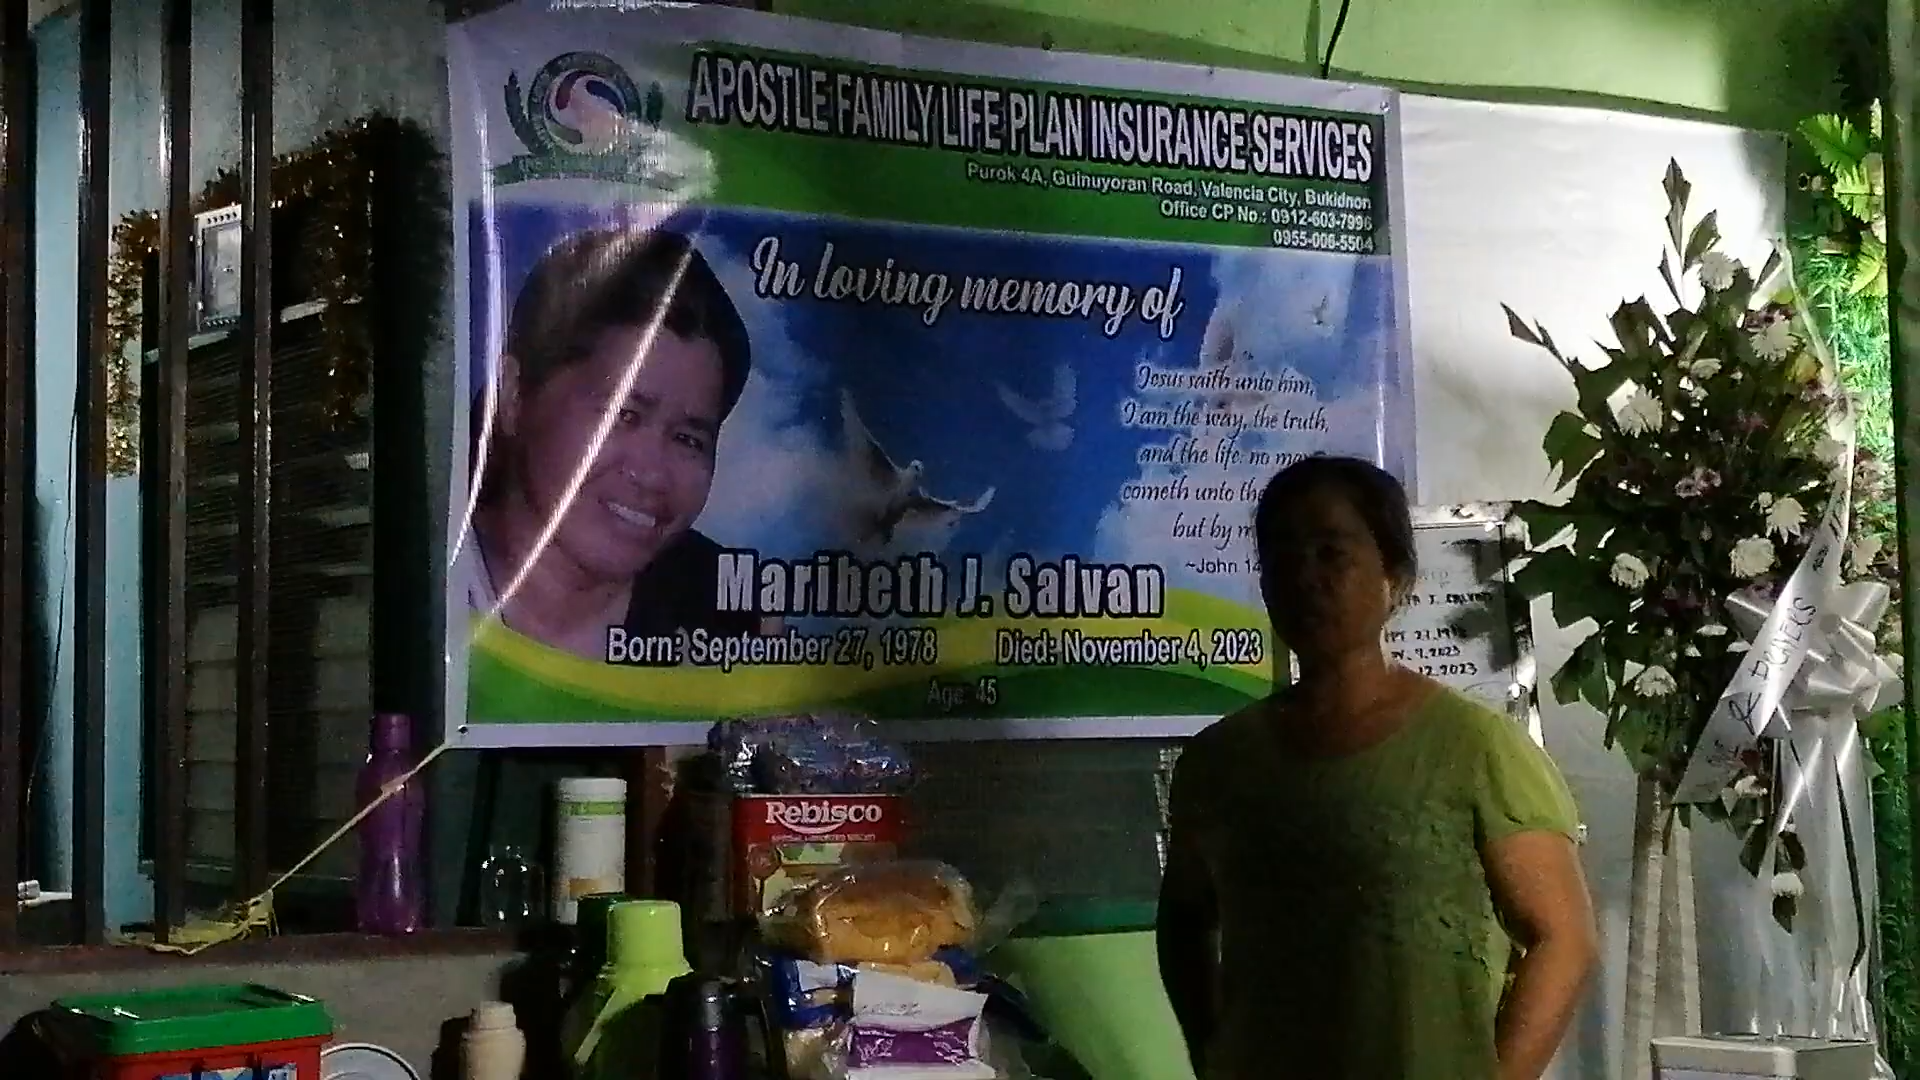 APOSTLE FAMILY LIFE PLAN INSURANCE SERVICES
Purok 4A, Guinuyoran Road, Valencia City, Bukidnon
Office CP No.: 0912-603-7996
0955-006-5504
In loving memory of
Jesus saith unto him,
I am the way, the truth,
and the life: no ma
cometh unto the
but by m
~John 14
Maribeth J. Salvan
Born: September 27, 1978 Died: November 4, 2023
Age: 45
Rebisco